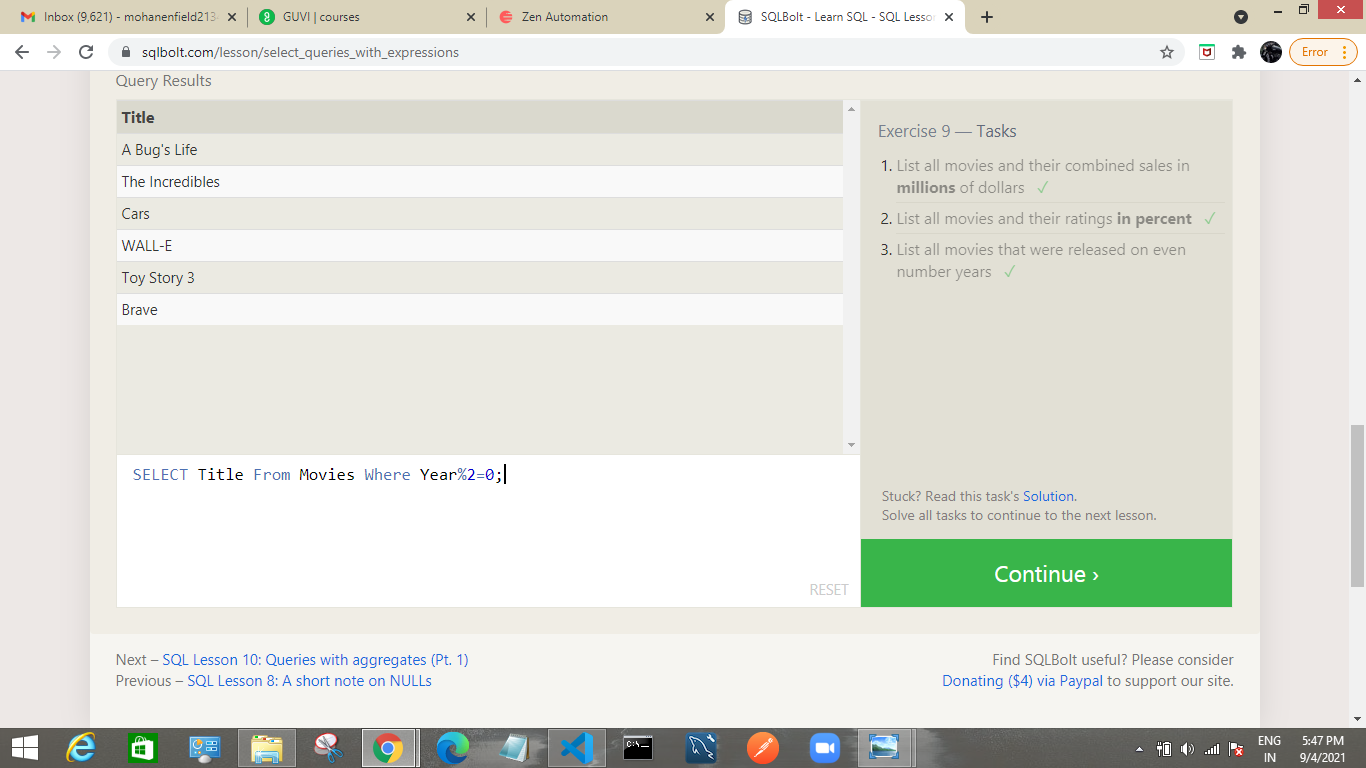 Inbox (9,621) - mohanenfield213
GUVI | courses
Zen Automation
SQLBolt - Learn SQL - SQL Lesso
sqlbolt.com/lesson/select_queries_with_expressions
Error
Query Results
Title
A Bug's Life
The Incredibles
Cars
WALL-E
Toy Story 3
Brave
SELECT Title From Movies Where Year%2=0;
RESET
Exercise 9 — Tasks
1. List all movies and their combined sales in
millions of dollars ✓
2. List all movies and their ratings in percent ✓
3. List all movies that were released on even
number years ✓
Stuck? Read this task's Solution.
Solve all tasks to continue to the next lesson.
Continue ›
Next – SQL Lesson 10: Queries with aggregates (Pt. 1)
Previous – SQL Lesson 8: A short note on NULLs
Find SQLBolt useful? Please consider
Donating ($4) via Paypal to support our site.
ENG
IN
5:47 PM
9/4/2021